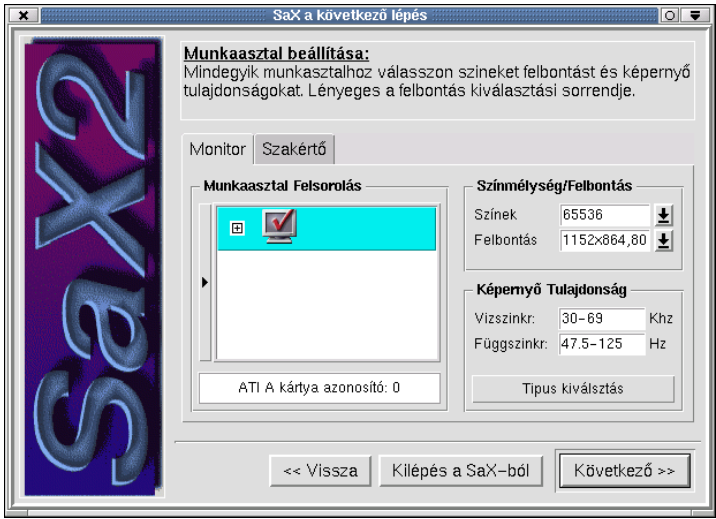 SaX a következő lépés
SaX2
Munkaasztal beállítása:
Mindegyik munkasztalhoz válasszon szineket felbontást és képernyő
tulajdonságokat. Lényeges a felbontás kiválasztási sorrendje.
Monitor Szakértő
Munkaasztal Felsorolás
ATI A kártya azonosító: 0
Színmélység/Felbontás
Színek 65536
Felbontás 1152x864,80
Képernyő Tulajdonság
Vizszinkr: 30-69 Khz
Függszinkr: 47.5-125 Hz
Tipus kiválsztás
<< Vissza Kilépés a SaX-ból Következő >>